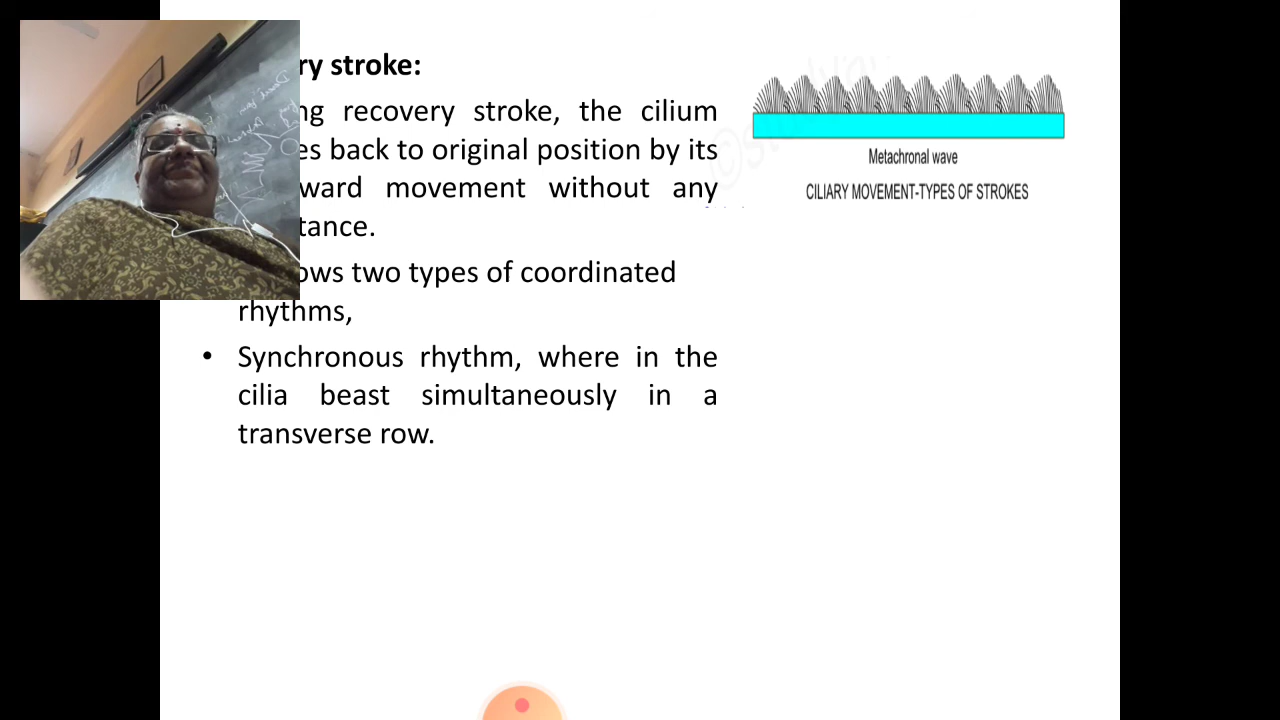 ry stroke:
ng recovery stroke, the cilium
es back to original position by its
ward movement without any
tance.
ows two types of coordinated
rhythms,
• Synchronous rhythm, where in the
cilia beast simultaneously in a
transverse row.
Metachronal wave
CILIARY MOVEMENT-TYPES OF STROKES